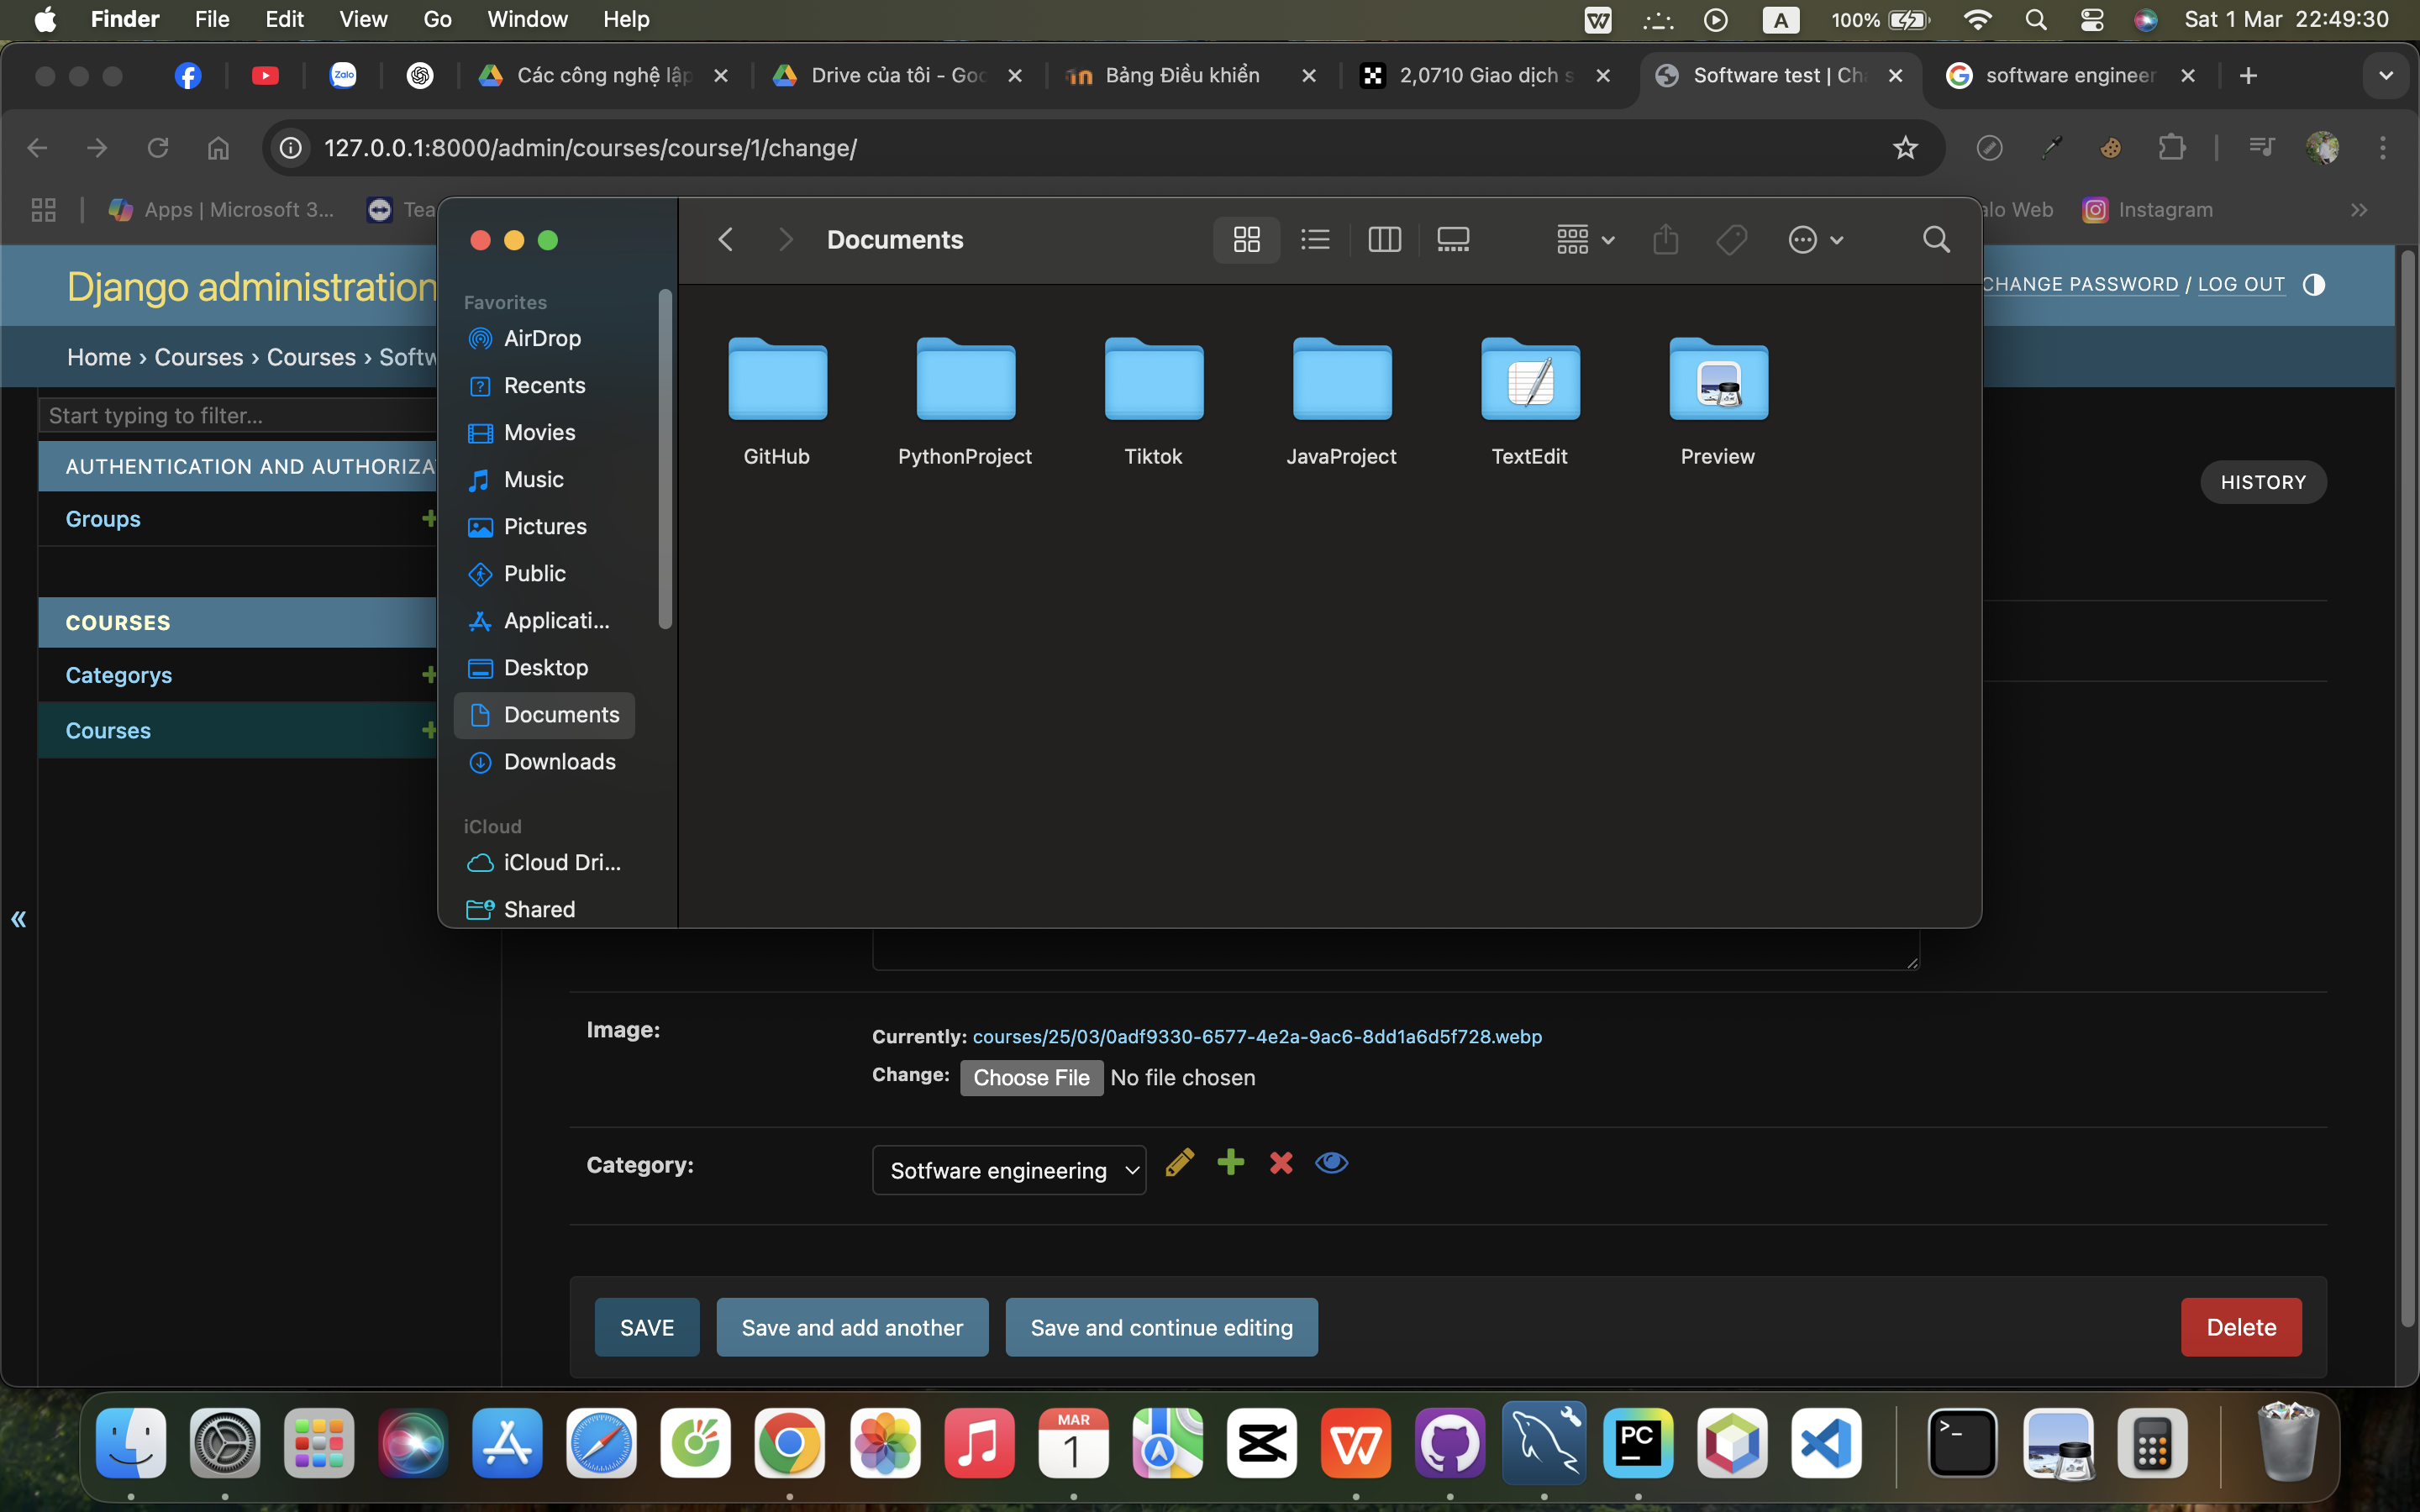 Finder File Edit View Go Window Help
A 100% Sat 1 Mar 22:49:30
Zalo Các công nghệ lập Drive của tôi - Goo Bảng Điều khiển 2,0710 Giao dịch s Software test | Cha software engineer
127.0.0.1:8000/admin/courses/course/1/change/
Apps | Microsoft 3... Tea alo Web Instagram
Documents
Django administration
CHANGE PASSWORD / LOG OUT
Home › Courses › Courses › Softw
Start typing to filter...
AUTHENTICATION AND AUTHORIZA
Groups
COURSES
Categorys
Courses
Favorites
AirDrop
Recents
Movies
Music
Pictures
Public
Applicati...
Desktop
Documents
Downloads
iCloud
iCloud Dri...
Shared
GitHub PythonProject Tiktok JavaProject TextEdit Preview
HISTORY
Image:
Currently: courses/25/03/0adf9330-6577-4e2a-9ac6-8dd1a6d5f728.webp
Change: Choose File No file chosen
Category: Sotfware engineering
SAVE Save and add another Save and continue editing Delete
MAR
1
PC